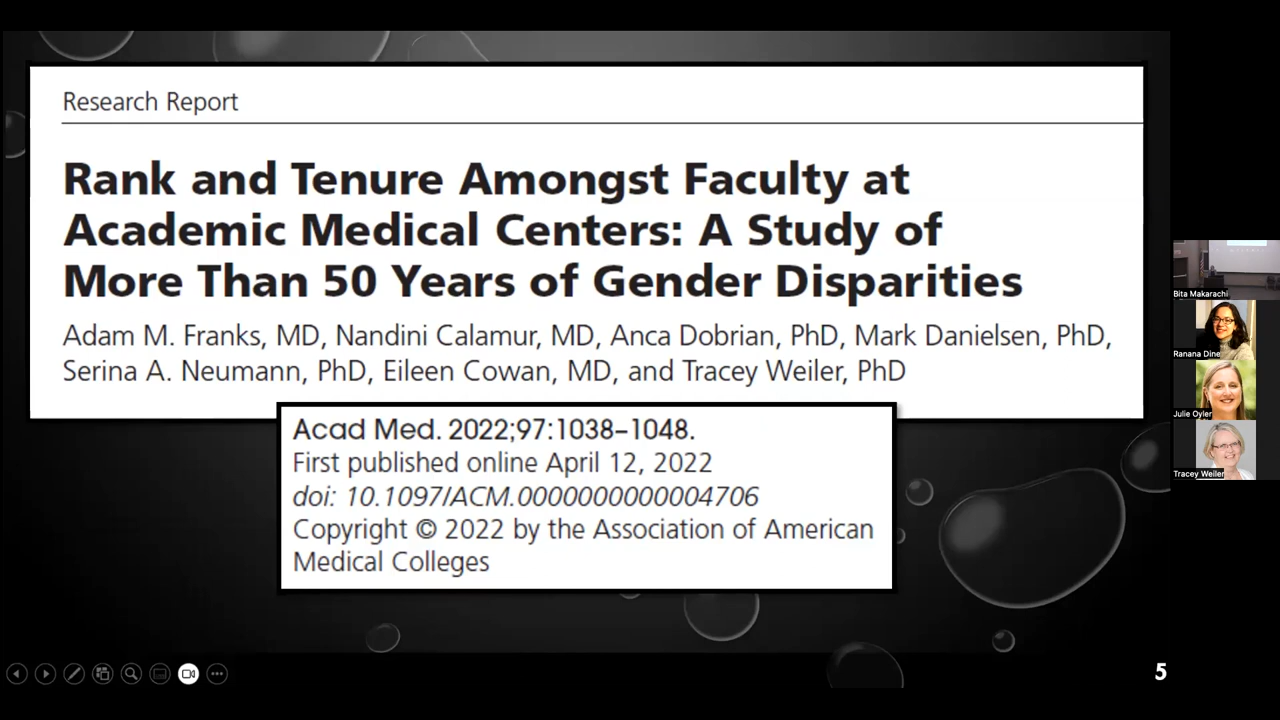 Research Report
Rank and Tenure Amongst Faculty at
Academic Medical Centers: A Study of
More Than 50 Years of Gender Disparities
Adam M. Franks, MD, Nandini Calamur, MD, Anca Dobrian, PhD, Mark Danielsen, PhD,
Serina A. Neumann, PhD, Eileen Cowan, MD, and Tracey Weiler, PhD
Acad Med. 2022;97:1038–1048.
First published online April 12, 2022
doi: 10.1097/ACM.0000000000004706
Copyright © 2022 by the Association of American
Medical Colleges
5
Bita Makarachi
Ranana Dine
Julie Oyler
Tracey Weiler